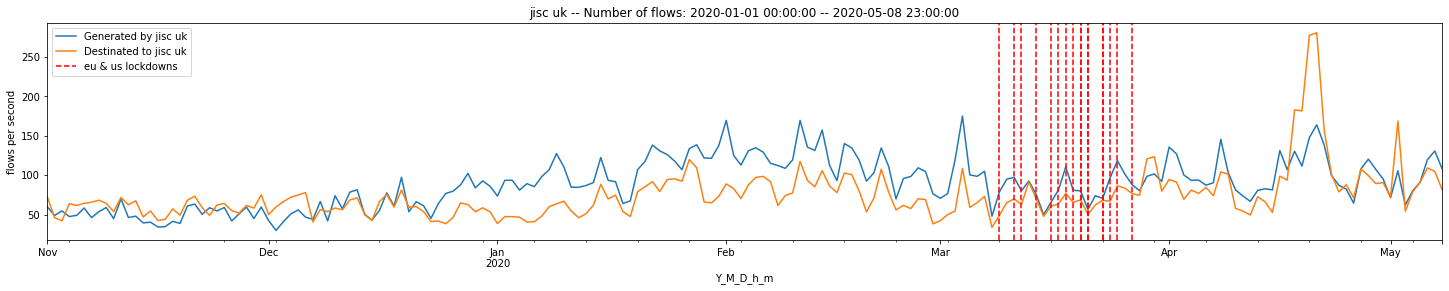 jisc uk -- Number of flows: 2020-01-01 00:00:00 -- 2020-05-08 23:00:00
Generated by jisc uk
Destinated to jisc uk
eu & us lockdowns
flows per second
250
200
150
100
50
Nov Dec Jan Feb Mar Apr May
2020
Y_M_D_h_m